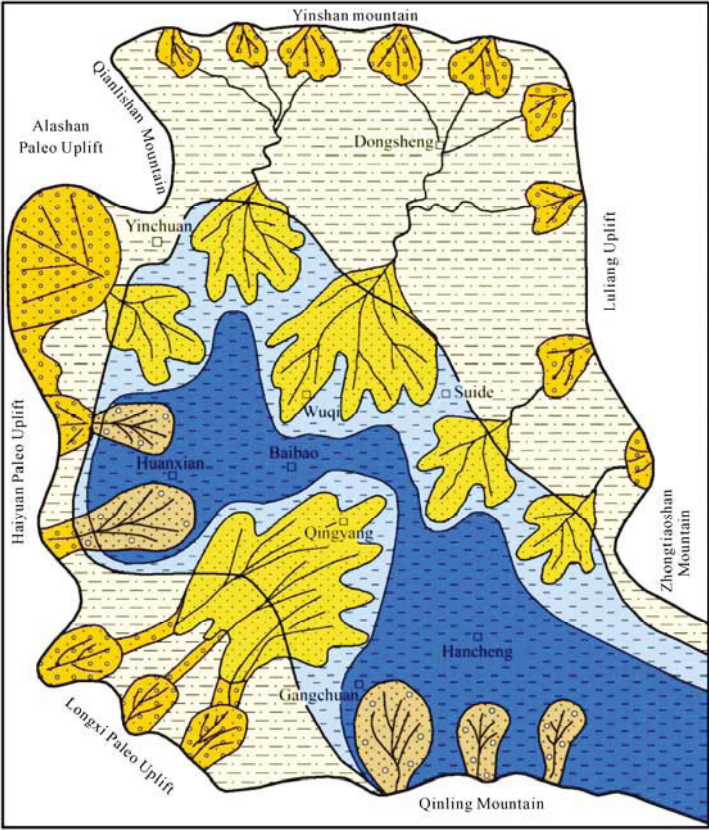 Yinshan mountain
Qianlishan Mountain
Alashan
Paleo Uplift
Dongsheng
Yinchuan
Luliang Uplift
Wuqi
Suide
Haiyuan Paleo Uplift
Huanxian
Baibao
Qingyang
Zhongtiaoshan
Mountain
Hancheng
Gangchuan
Longxi Paleo Uplift
Qinling Mountain